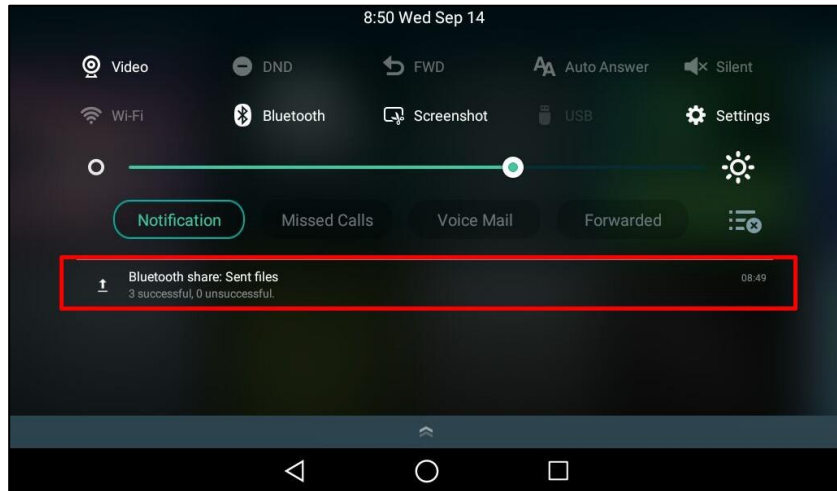 8:50 Wed Sep 14
Video DND FWD AA Auto Answer Silent
Wi-Fi Bluetooth Screenshot USB Settings
Notification Missed Calls Voice Mail Forwarded
Bluetooth share: Sent files 08:49
3 successful, 0 unsuccessful.